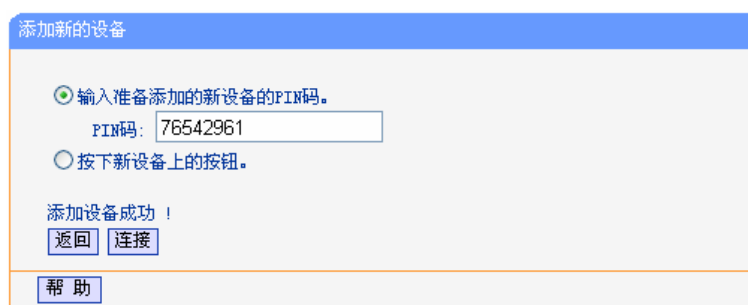 添加新的设备
输入准备添加的新设备的PIN码。
PIN码: 76542961
按下新设备上的按钮。
添加设备成功 !
返回 连接
帮 助